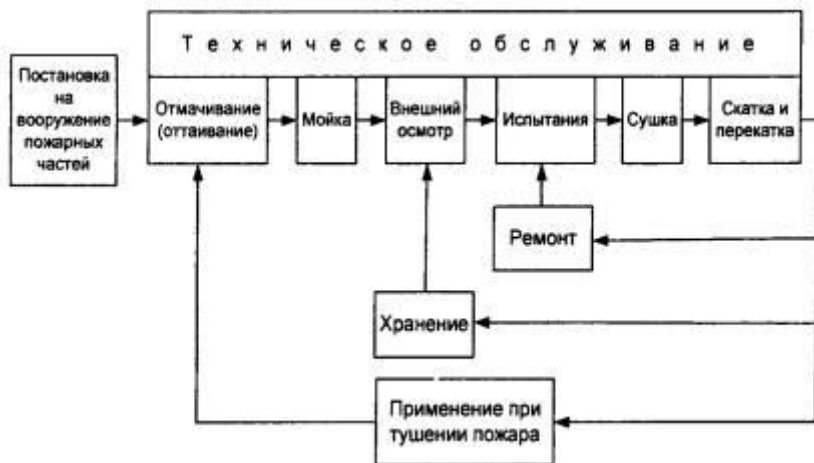 Техническое обслуживание
Постановка
на
вооружение
пожарных
частей
Отмачивание
(оттаивание)
Мойка
Внешний
осмотр
Испытания
Сушка
Скатка и
перекатка
Ремонт
Хранение
Применение при
тушении пожара